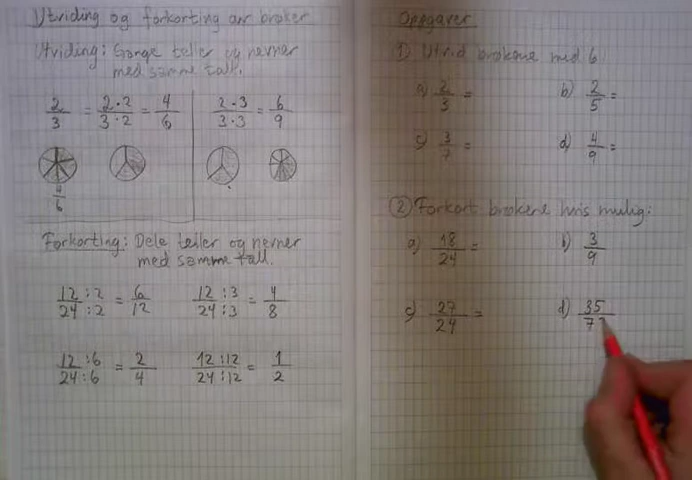 Utviding og forkorting av brøker
Utviding: Gange teller og nevner
med samme tall.
2/3 = 2·2/3·2 = 4/6
2·3/3·3 = 6/9
4/6
Forkorting: Dele teller og nevner
med samme tall.
12:2/24:2 = 6/12
12:3/24:3 = 4/8
12:6/24:6 = 2/4
12:12/24:12 = 1/2
Oppgaver
1) Utvid brøkene med 6
a) 2/3 =
b) 2/5 =
c) 3/7 =
d) 4/9 =
2) Forkort brøkene hvis mulig:
a) 18/24 =
b) 3/9
c) 27/24 =
d) 35/7